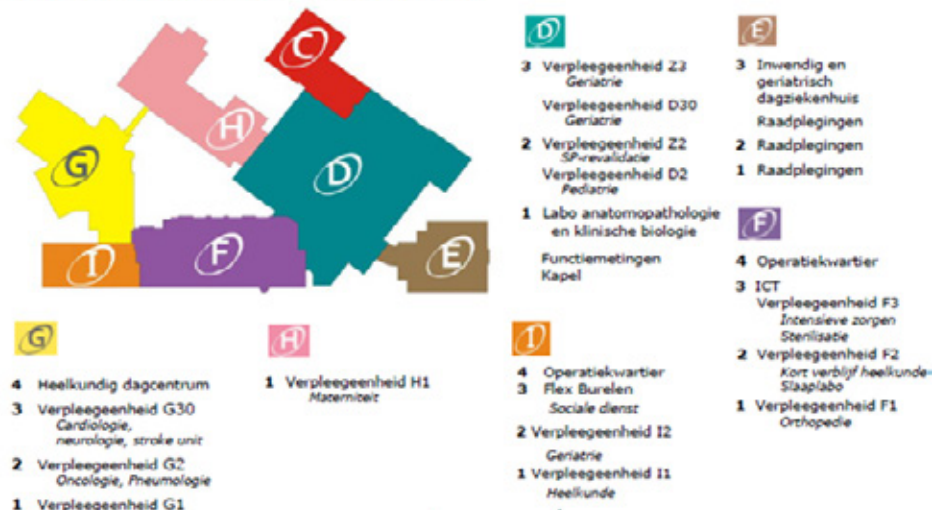 C
H
G
D
I
F
E
D
3 Verpleegeenheid Z3
Geriatrie
Verpleegeenheid D30
Geriatrie
2 Verpleegeenheid Z2
SP-revalidatie
Verpleegeenheid D2
Pediatrie
1 Labo anatomopathologie
en klinische biologie
Functiemetingen
Kapel
E
3 Inwendig en
geriatrisch
dagziekenhuis
Raadplegingen
2 Raadplegingen
1 Raadplegingen
F
4 Operatiekwartier
3 ICT
Verpleegeenheid F3
Intensieve zorgen
Sterilisatie
2 Verpleegeenheid F2
Kort verblijf heelkunde-
Slaaplabo
1 Verpleegeenheid F1
Orthopedie
G
4 Heelkundig dagcentrum
3 Verpleegeenheid G30
Cardiologie,
neurologie, stroke unit
2 Verpleegeenheid G2
Oncologie, Pneumologie
1 Verpleegeenheid G1
H
1 Verpleegeenheid H1
Materniteit
I
4 Operatiekwartier
3 Flex Burelen
Sociale dienst
2 Verpleegeenheid I2
Geriatrie
1 Verpleegeenheid I1
Heelkunde